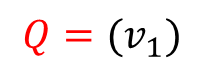 Q = (v₁)